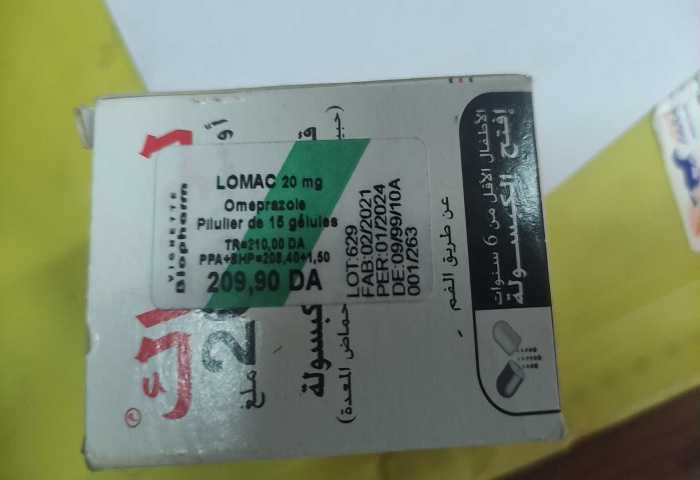 VIGNETTE
Biopharm
LOMAC 20 mg
Omeprazole
Pilulier de 15 gélules
TR=210,00 DA
PPA+SHP=208,40+1,50
209,90 DA
LOT:629
FAB:02/2021
PER:01/2024
DE:09/99/10A
001/263
ملغ
كبسولة
حماض المعدة)
عن طريق الفم
الأطفال الأقل من 6 سنوات
إفتح الكبسولة